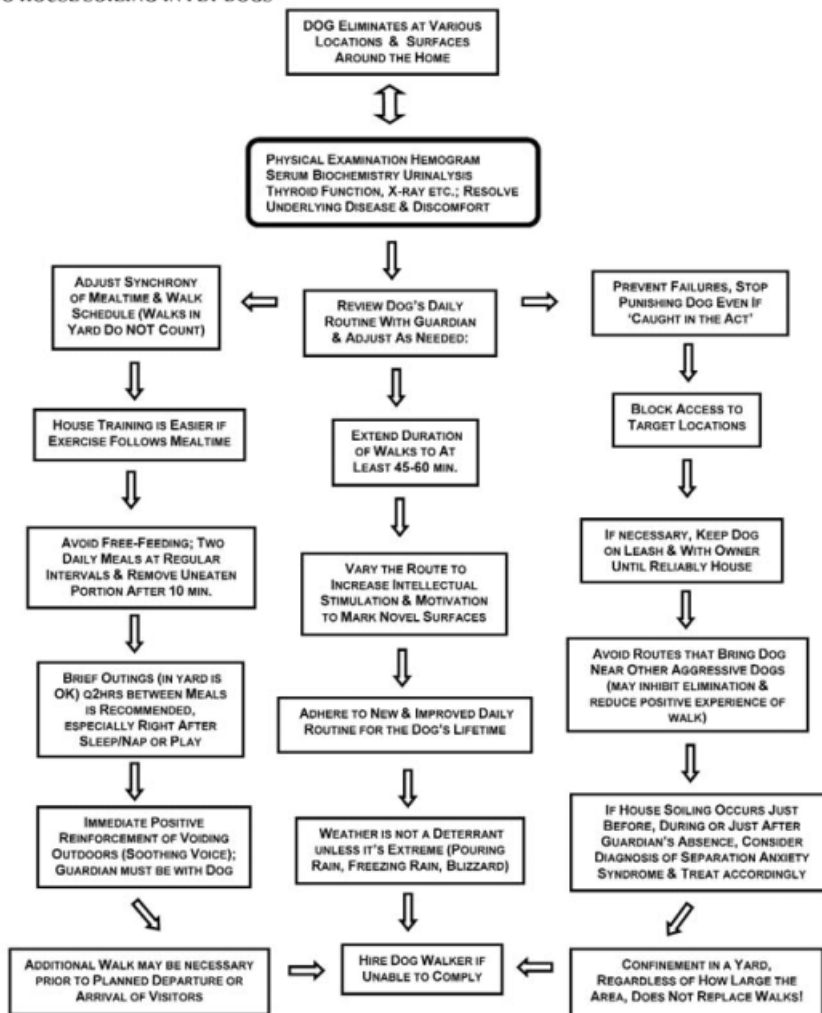 DOG ELIMINATES AT VARIOUS
LOCATIONS & SURFACES
AROUND THE HOME
PHYSICAL EXAMINATION HEMOGRAM
SERUM BIOCHEMISTRY URINALYSIS
THYROID FUNCTION, X-RAY ETC.; RESOLVE
UNDERLYING DISEASE & DISCOMFORT
ADJUST SYNCHRONY
OF MEALTIME & WALK
SCHEDULE (WALKS IN
YARD DO NOT COUNT)
REVIEW DOG'S DAILY
ROUTINE WITH GUARDIAN
& ADJUST AS NEEDED:
PREVENT FAILURES, STOP
PUNISHING DOG EVEN IF
'CAUGHT IN THE ACT'
HOUSE TRAINING IS EASIER IF
EXERCISE FOLLOWS MEALTIME
EXTEND DURATION
OF WALKS TO AT
LEAST 45-60 MIN.
BLOCK ACCESS TO
TARGET LOCATIONS
AVOID FREE-FEEDING; TWO
DAILY MEALS AT REGULAR
INTERVALS & REMOVE UNEATEN
PORTION AFTER 10 MIN.
VARY THE ROUTE TO
INCREASE INTELLECTUAL
STIMULATION & MOTIVATION
TO MARK NOVEL SURFACES
IF NECESSARY, KEEP DOG
ON LEASH & WITH OWNER
UNTIL RELIABLY HOUSE
BRIEF OUTINGS (IN YARD IS
OK) Q2HRS BETWEEN MEALS
IS RECOMMENDED,
ESPECIALLY RIGHT AFTER
SLEEP/NAP OR PLAY
ADHERE TO NEW & IMPROVED DAILY
ROUTINE FOR THE DOG'S LIFETIME
AVOID ROUTES THAT BRING DOG
NEAR OTHER AGGRESSIVE DOGS
(MAY INHIBIT ELIMINATION &
REDUCE POSITIVE EXPERIENCE OF
WALK)
IMMEDIATE POSITIVE
REINFORCEMENT OF VOIDING
OUTDOORS (SOOTHING VOICE);
GUARDIAN MUST BE WITH DOG
WEATHER IS NOT A DETERRANT
UNLESS IT'S EXTREME (POURING
RAIN, FREEZING RAIN, BLIZZARD)
IF HOUSE SOILING OCCURS JUST
BEFORE, DURING OR JUST AFTER
GUARDIAN'S ABSENCE, CONSIDER
DIAGNOSIS OF SEPARATION ANXIETY
SYNDROME & TREAT ACCORDINGLY
ADDITIONAL WALK MAY BE NECESSARY
PRIOR TO PLANNED DEPARTURE OR
ARRIVAL OF VISITORS
HIRE DOG WALKER IF
UNABLE TO COMPLY
CONFINEMENT IN A YARD,
REGARDLESS OF HOW LARGE THE
AREA, DOES NOT REPLACE WALKS!